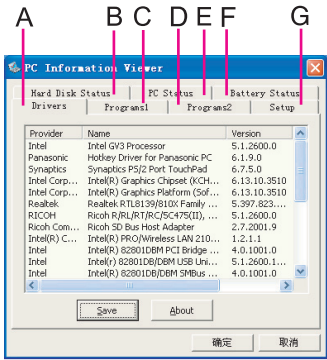 A B C D E F G
PC Information Viewer
Hard Disk Status PC Status Battery Status
Drivers Programs1 Programs2 Setup
Provider Name Version
Intel Intel GV3 Processor 5.1.2600.0
Panasonic Hotkey Driver for Panasonic PC 6.1.9.0
Synaptics Synaptics PS/2 Port TouchPad 6.7.5.0
Intel Corp... Intel(R) Graphics Chipset (KCH... 6.13.10.3510
Intel Corp... Intel(R) Graphics Platform (Sof... 6.13.10.3510
Realtek Realtek RTL8139/810X Family ... 5.397.823....
RICOH Ricoh R/RL/RT/RC/5C475(II), ... 5.1.2600.0
Ricoh Com... Ricoh SD Bus Host Adapter 2.7.2001.9
Intel(R) C... Intel(R) PRO/Wireless LAN 210... 1.2.1.1
Intel Intel(R) 82801DBM PCI Bridge ... 4.0.1001.0
Intel Intel(r) 82801DB/DBM USB Uni... 5.1.2600.1...
Intel Intel(R) 82801DB/DBM SMBus ... 4.0.1001.0
Save About
确定 取消